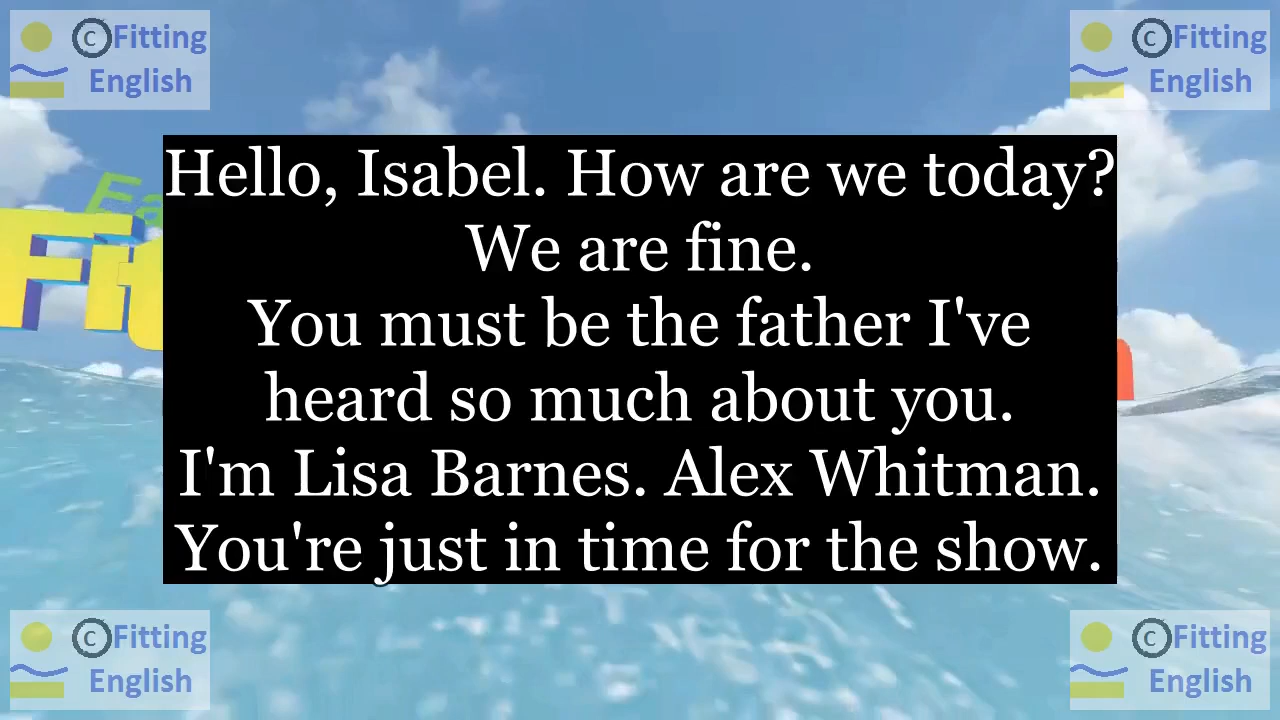 © Fitting
English
© Fitting
English
Ea
Fit
Hello, Isabel. How are we today?
We are fine.
You must be the father I've
heard so much about you.
I'm Lisa Barnes. Alex Whitman.
You're just in time for the show.
© Fitting
English
© Fitting
English